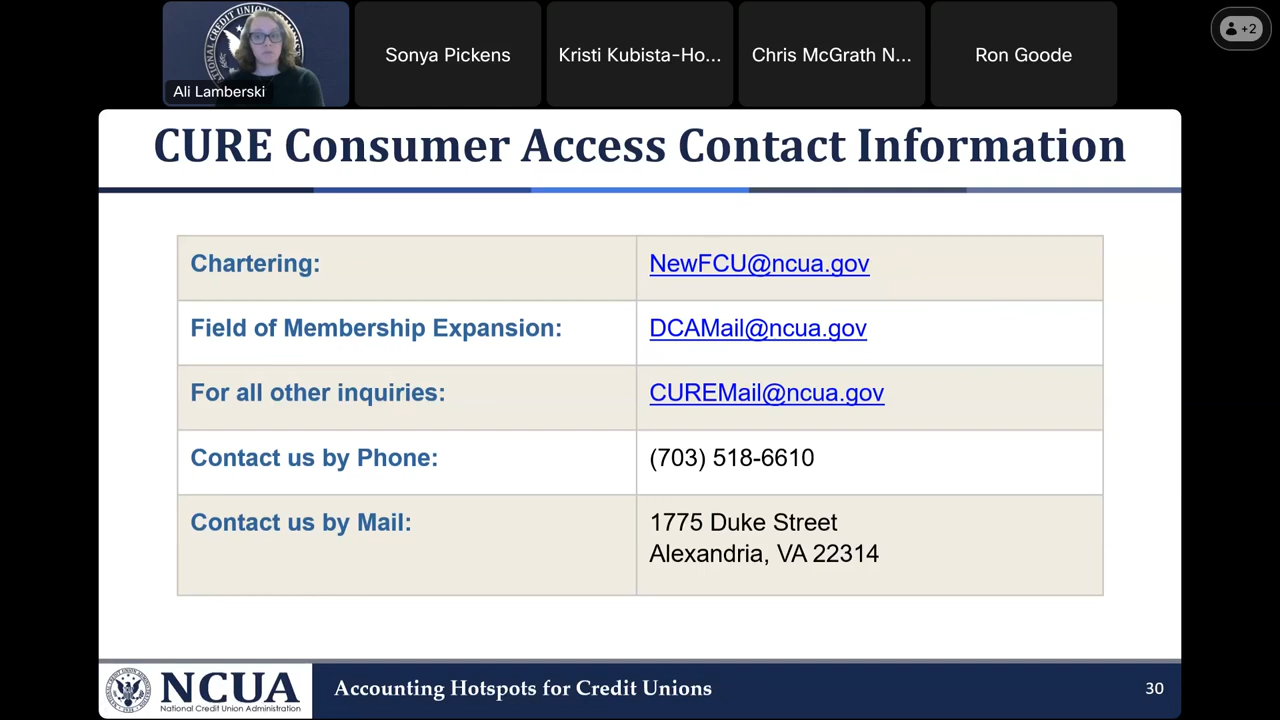 Ali Lamberski
Sonya Pickens
Kristi Kubista-Ho...
Chris McGrath N...
Ron Goode
+2
CURE Consumer Access Contact Information
Chartering:
NewFCU@ncua.gov
Field of Membership Expansion:
DCAMail@ncua.gov
For all other inquiries:
CUREMail@ncua.gov
Contact us by Phone:
(703) 518-6610
Contact us by Mail:
1775 Duke Street
Alexandria, VA 22314
NCUA
National Credit Union Administration
Accounting Hotspots for Credit Unions
30